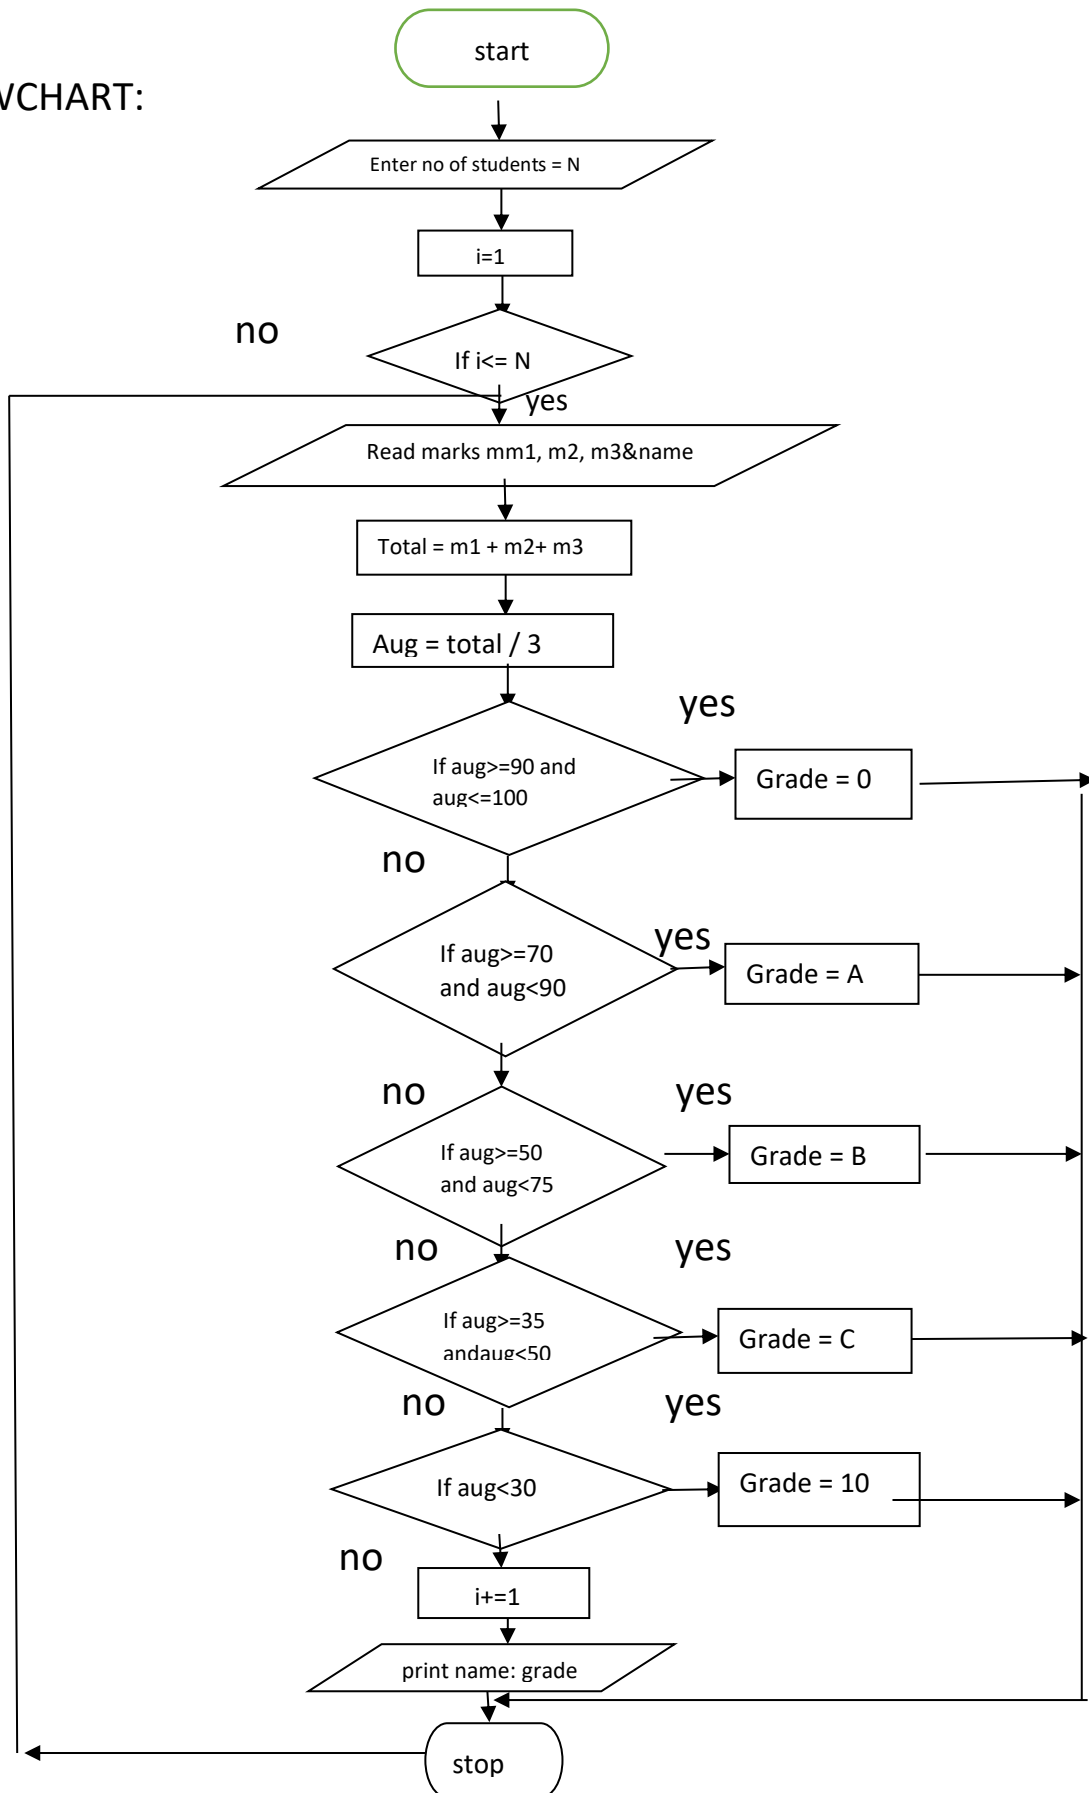 start
WCHART:
Enter no of students = N
i=1
no
If i<= N
yes
Read marks mm1, m2, m3&name
Total = m1 + m2+ m3
Aug = total / 3
yes
If aug>=90 and
aug<=100
Grade = 0
no
yes
If aug>=70
and aug<90
Grade = A
no
yes
If aug>=50
and aug<75
Grade = B
no
yes
If aug>=35
andaug<50
Grade = C
no
yes
If aug<30
Grade = 10
no
i+=1
print name: grade
stop